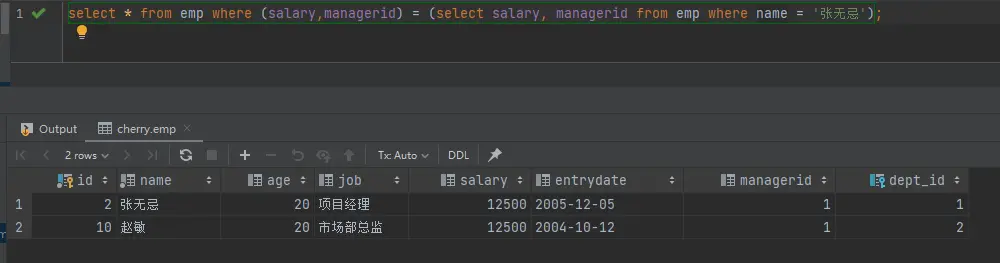 1 select * from emp where (salary,managerid) = (select salary, managerid from emp where name = '张无忌');
Output cherry.emp
2 rows Tx: Auto DDL
id name age job salary entrydate managerid dept_id
1 2 张无忌 20 项目经理 12500 2005-12-05 1 1
2 10 赵敏 20 市场部总监 12500 2004-10-12 1 2
m